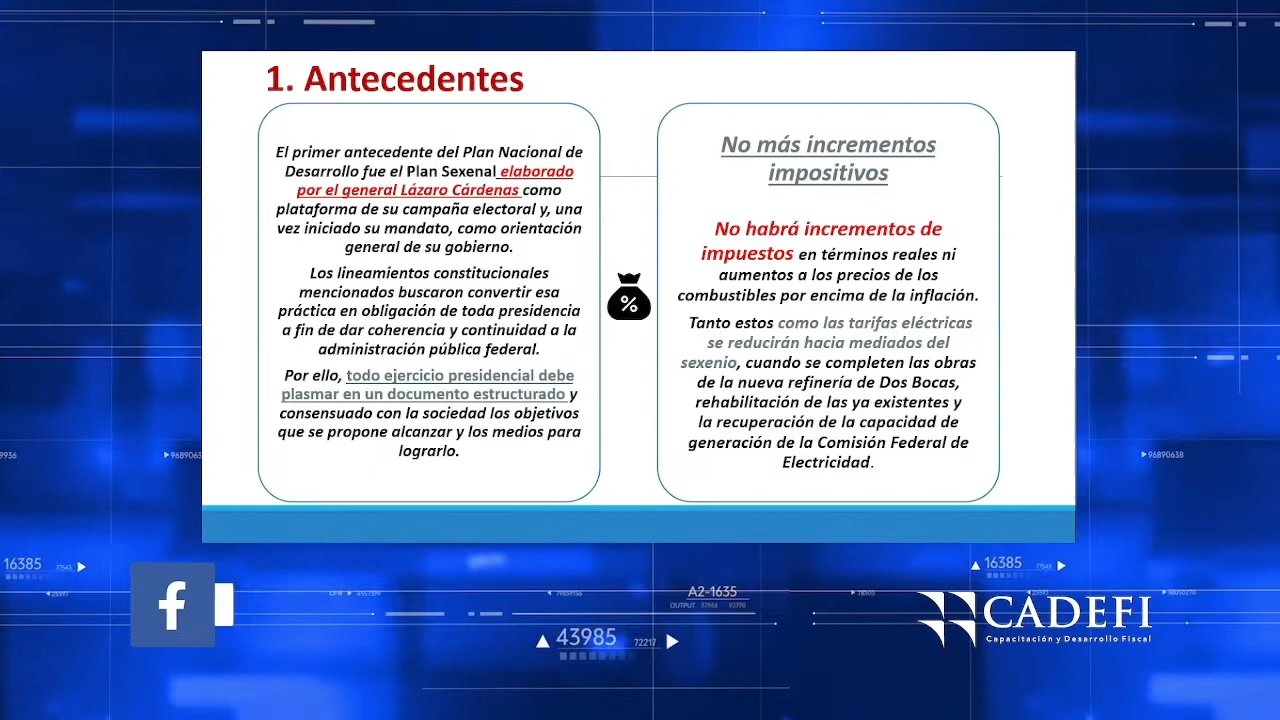 1. Antecedentes
El primer antecedente del Plan Nacional de
Desarrollo fue el Plan Sexenal elaborado
por el general Lázaro Cárdenas como
plataforma de su campaña electoral y, una
vez iniciado su mandato, como orientación
general de su gobierno.
Los lineamientos constitucionales
mencionados buscaron convertir esa
práctica en obligación de toda presidencia
a fin de dar coherencia y continuidad a la
administración pública federal.
Por ello, todo ejercicio presidencial debe
plasmar en un documento estructurado y
consensuado con la sociedad los objetivos
que se propone alcanzar y los medios para
lograrlo.
%
No más incrementos
impositivos
No habrá incrementos de
impuestos en términos reales ni
aumentos a los precios de los
combustibles por encima de la inflación.
Tanto estos como las tarifas eléctricas
se reducirán hacia mediados del
sexenio, cuando se completen las obras
de la nueva refinería de Dos Bocas,
rehabilitación de las ya existentes y
la recuperación de la capacidad de
generación de la Comisión Federal de
Electricidad.
9936
9689063
96890638
16385
77543
16385
A2-1635
OUTPUT
43985
72217
f
CADEFI
Capacitación y Desarrollo Fiscal